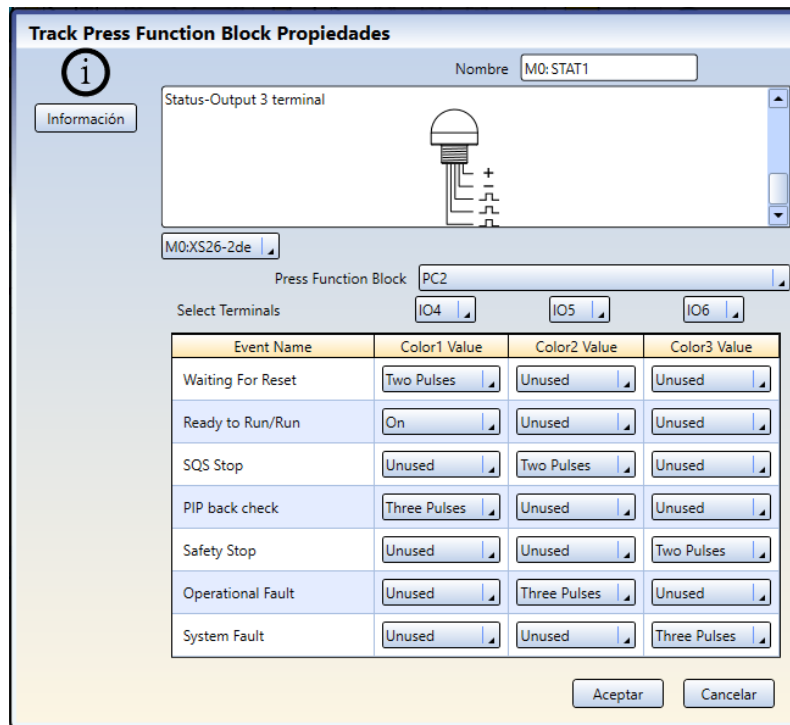 Track Press Function Block Propiedades
i
Nombre M0:STAT1
Información
Status-Output 3 terminal
+
−
M0:XS26-2de
Press Function Block PC2
Select Terminals IO4 IO5 IO6
Event Name Color1 Value Color2 Value Color3 Value
Waiting For Reset Two Pulses Unused Unused
Ready to Run/Run On Unused Unused
SQS Stop Unused Two Pulses Unused
PIP back check Three Pulses Unused Unused
Safety Stop Unused Unused Two Pulses
Operational Fault Unused Three Pulses Unused
System Fault Unused Unused Three Pulses
Aceptar Cancelar